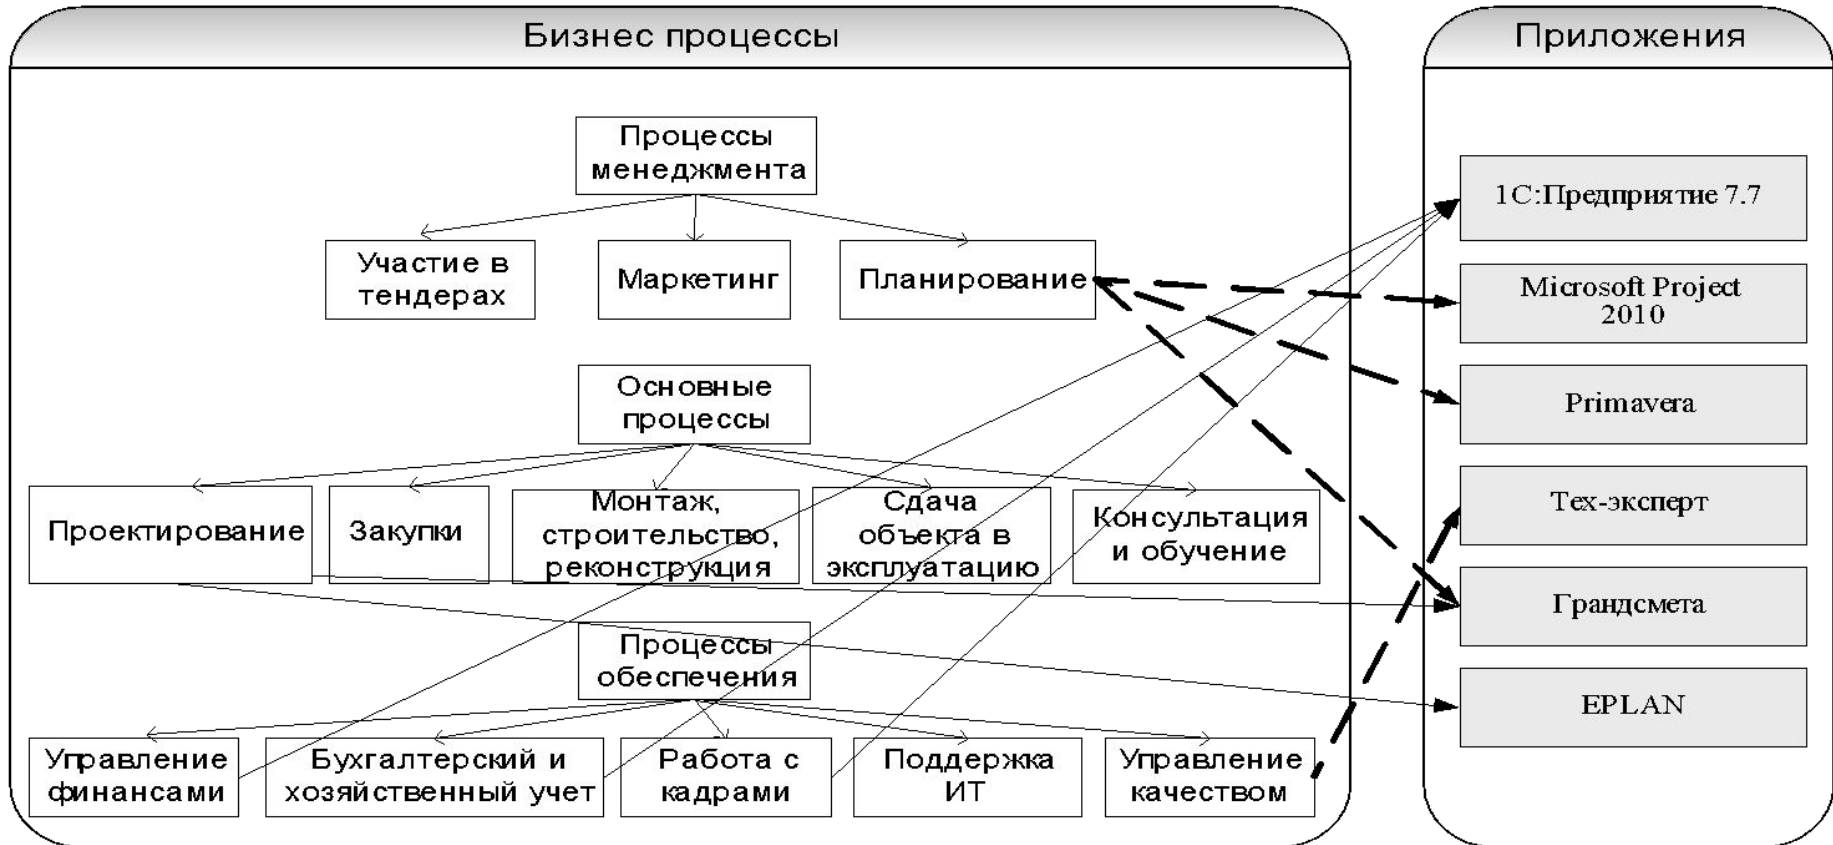 Бизнес процессы
Процессы
менеджмента
Участие в
тендерах
Маркетинг
Планирование
Основные
процессы
Проектирование
Закупки
Монтаж,
строительство,
реконструкция
Сдача
объекта в
эксплуатацию
Консультация
и обучение
Процессы
обеспечения
Управление
финансами
Бухгалтерский и
хозяйственный учет
Работа с
кадрами
Поддержка
ИТ
Управление
качеством
Приложения
1С:Предприятие 7.7
Microsoft Project
2010
Primavera
Тех-эксперт
Грандсмета
EPLAN